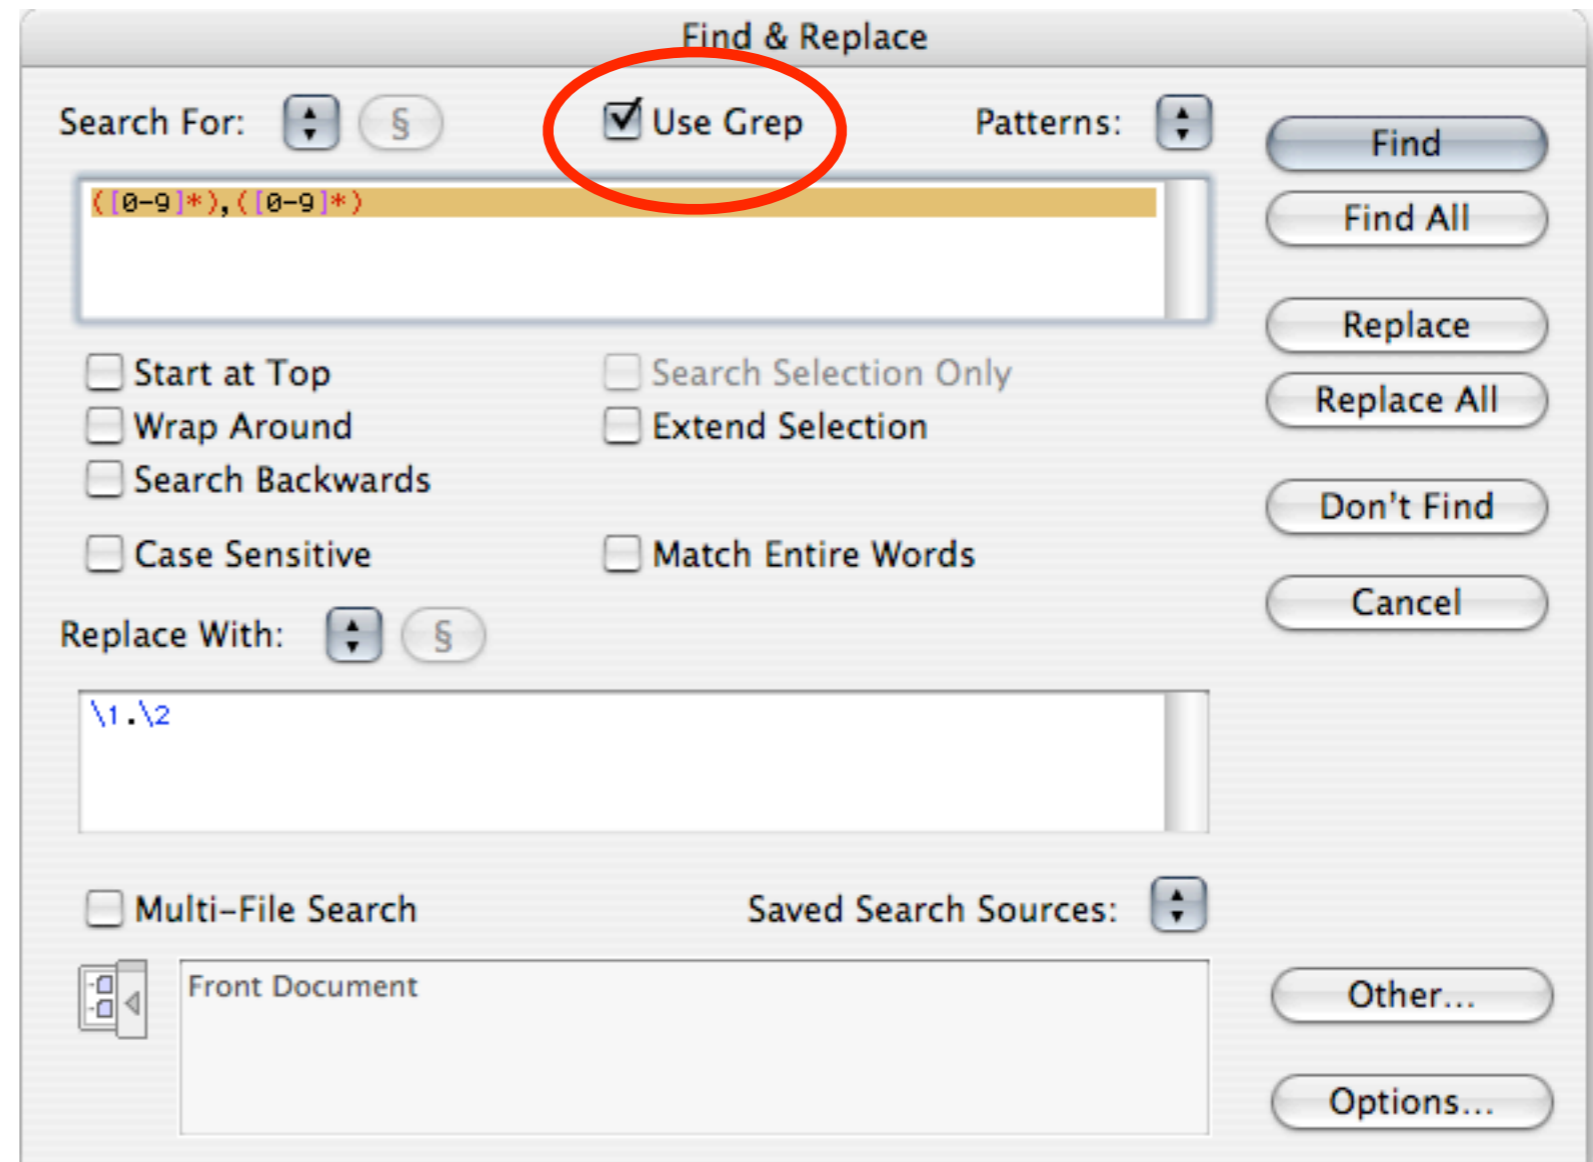 Find & Replace
Search For: § Use Grep Patterns:
Find
([0-9]*),([0-9]*)
Find All
Replace
Start at Top Search Selection Only
Replace All
Wrap Around Extend Selection
Search Backwards
Don't Find
Case Sensitive Match Entire Words
Cancel
Replace With: §
\1.\2
Multi-File Search Saved Search Sources:
Front Document
Other...
Options...